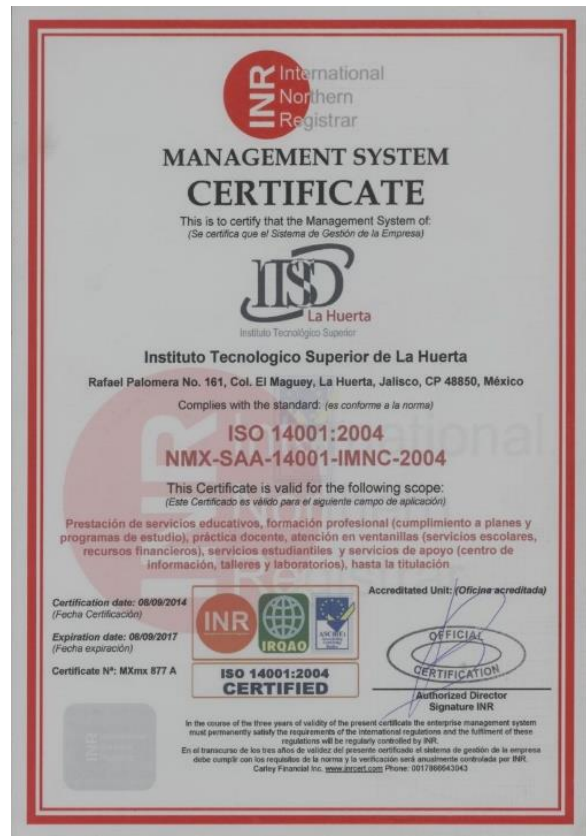 INR International
Northern
Registrar
MANAGEMENT SYSTEM
CERTIFICATE
This is to certify that the Management System of:
(Se certifica que el Sistema de Gestión de la Empresa)
ITS
La Huerta
Instituto Tecnológico Superior
Instituto Tecnologico Superior de La Huerta
Rafael Palomera No. 161, Col. El Maguey, La Huerta, Jalisco, CP 48850, México
Complies with the standard: (es conforme a la norma)
ISO 14001:2004
NMX-SAA-14001-IMNC-2004
This Certificate is valid for the following scope:
(Este Certificado es válido para el siguiente campo de aplicación)
Prestación de servicios educativos, formación profesional (cumplimiento a planes y
programas de estudio), práctica docente, atención en ventanillas (servicios escolares,
recursos financieros), servicios estudiantiles y servicios de apoyo (centro de
información, talleres y laboratorios), hasta la titulación
Accredited Unit: (Oficina acreditada)
Certification date: 08/09/2014
(Fecha Certificación)
Expiration date: 08/09/2017
(Fecha expiración)
Certificate Nª: MXmx 877 A
INR
IRQAO
ASCB(E)
ISO 14001:2004
CERTIFIED
OFFICIAL
CERTIFICATION
Authorized Director
Signature INR
In the course of the three years of validity of the present certificate the enterprise management system
must permanently satisfy the requirements of the international regulations and the fulfilment of these
regulations will be regularly controlled by INR.
En el transcurso de los tres años de validez del presente certificado el sistema de gestión de la empresa
debe cumplir con los requisitos de la norma y la verificación será anualmente controlada por INR.
Carley Financial Inc. www.inrcert.com Phone: 0017866643043